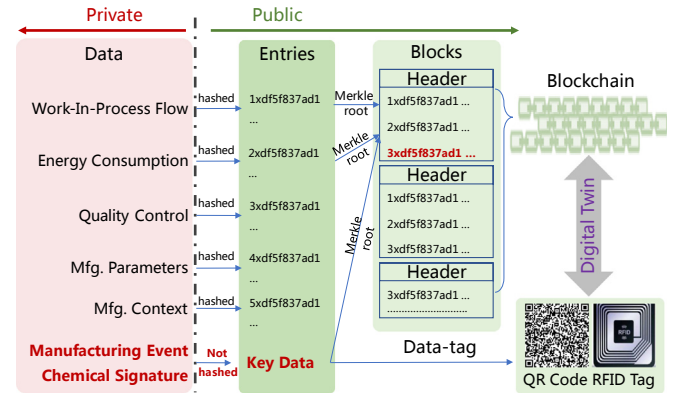 Private
Public
Data
Entries
Blocks
Blockchain
Work-In-Process Flow
hashed
1xdf5f837ad1
...
Merkle
root
Energy Consumption
hashed
2xdf5f837ad1
...
Merkle
root
Quality Control
hashed
3xdf5f837ad1
...
Mfg. Parameters
hashed
4xdf5f837ad1
...
Mfg. Context
hashed
5xdf5f837ad1
...
Manufacturing Event
Chemical Signature
Not
hashed
Key Data
Merkle
root
Header
1xdf5f837ad1 ...
2xdf5f837ad1 ...
3xdf5f837ad1 ...
Header
1xdf5f837ad1 ...
2xdf5f837ad1 ...
3xdf5f837ad1 ...
Header
3xdf5f837ad1 ...
...........................
Data-tag
Digital Twin
RFID
QR Code RFID Tag